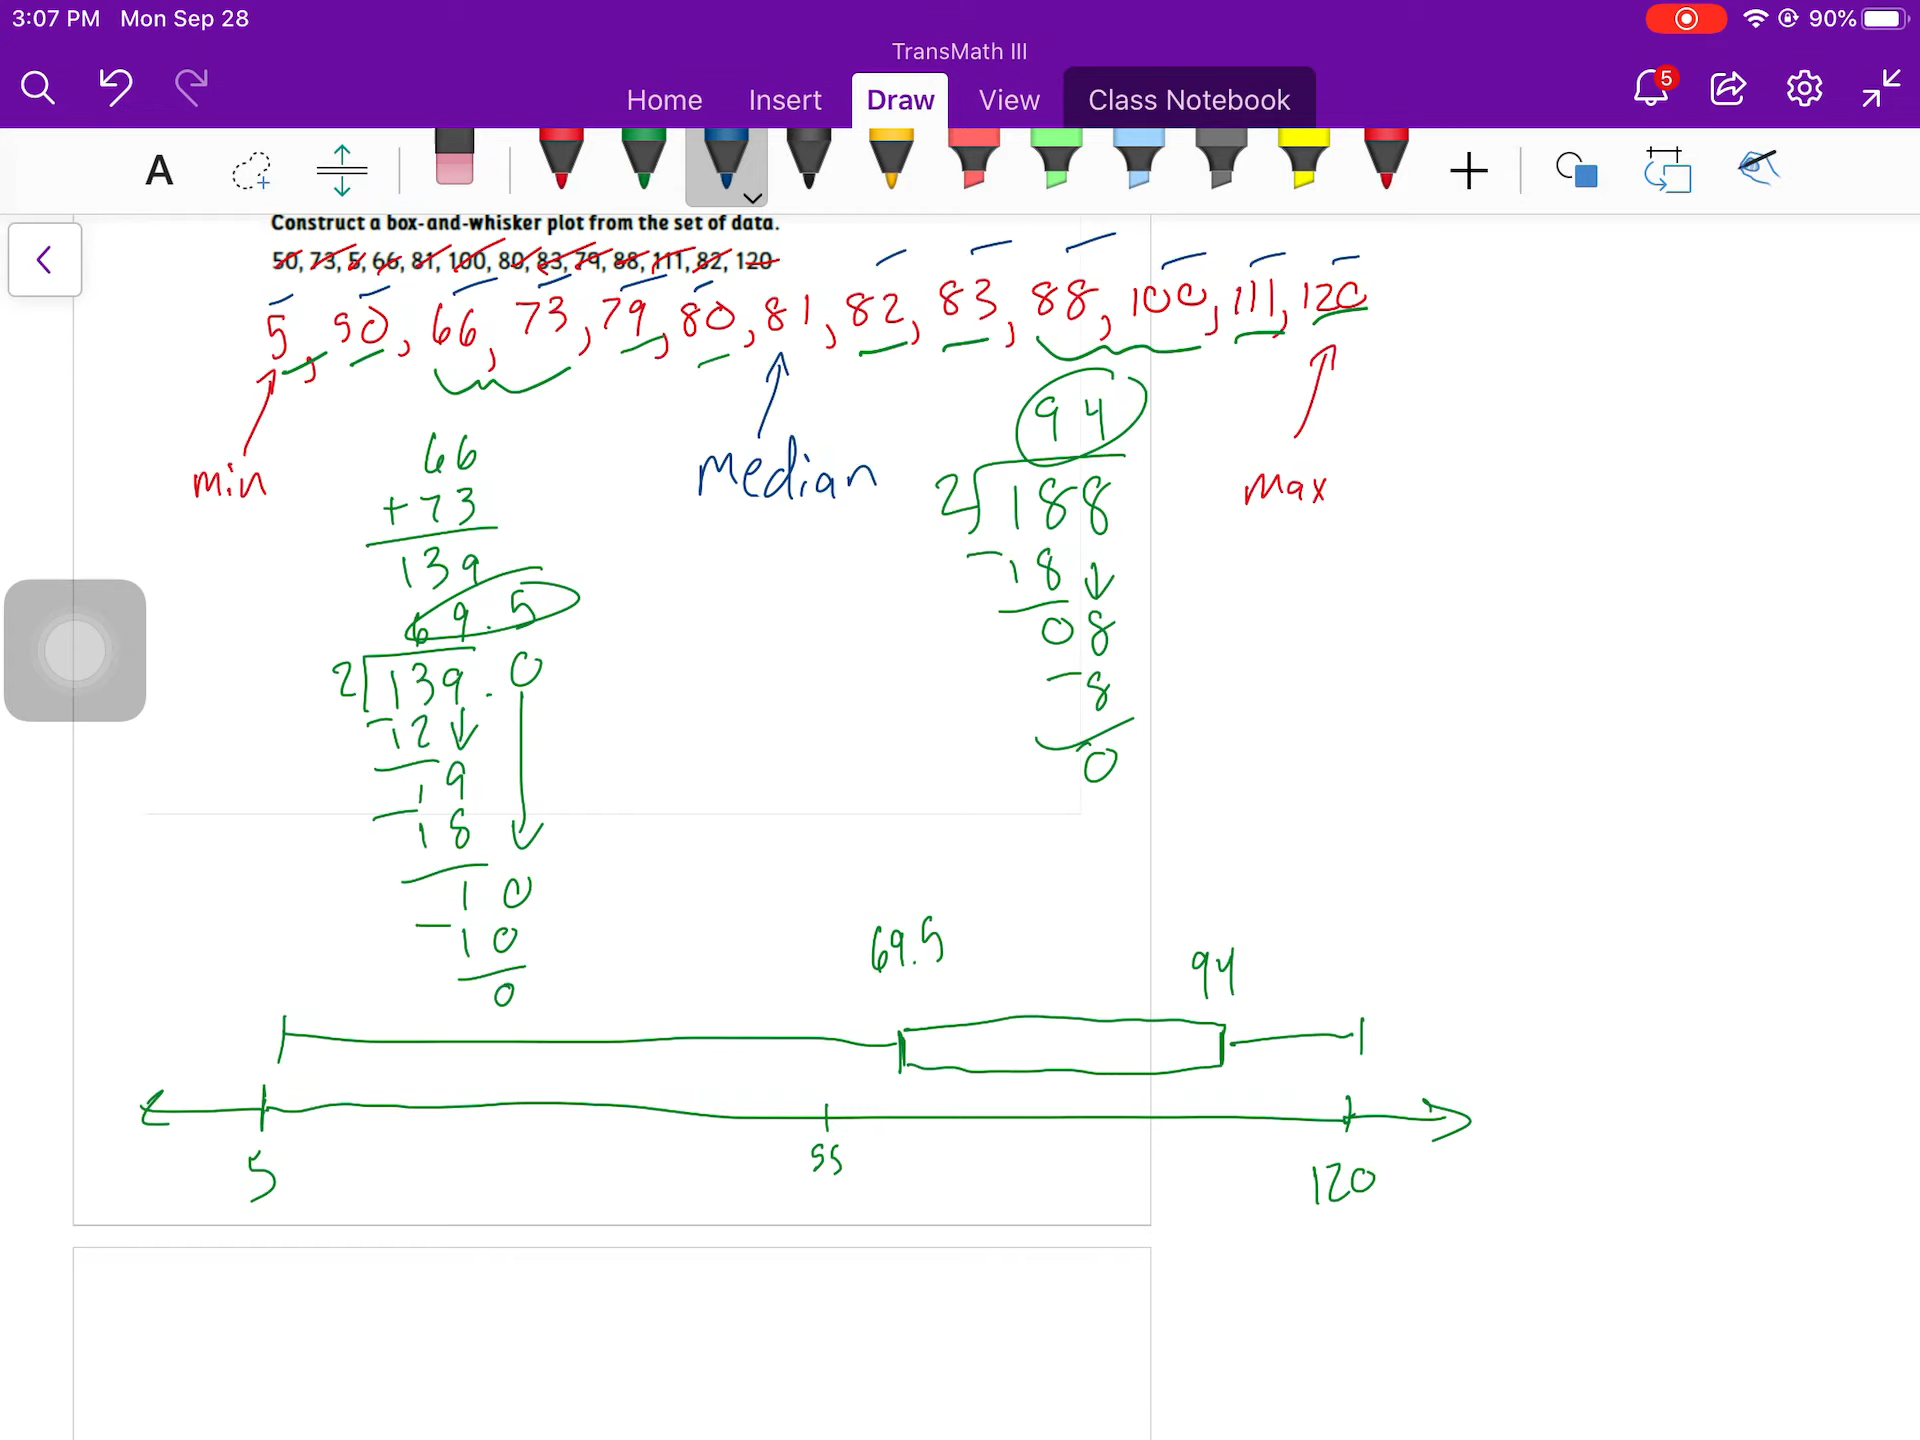 3:07 PM Mon Sep 28
90%
TransMath III
Home Insert Draw View Class Notebook
5
A
Construct a box-and-whisker plot from the set of data.
50, 73, 5, 66, 81, 100, 80, 83, 79, 88, 111, 82, 120
5, 50, 66, 73, 79, 80, 81, 82, 83, 88, 100, 111, 120
min
Median
max
66
+73
139
69.5
2 139.0
-12
19
-18
10
-10
0
94
2 188
-18
08
-8
0
69.5
94
5
55
120